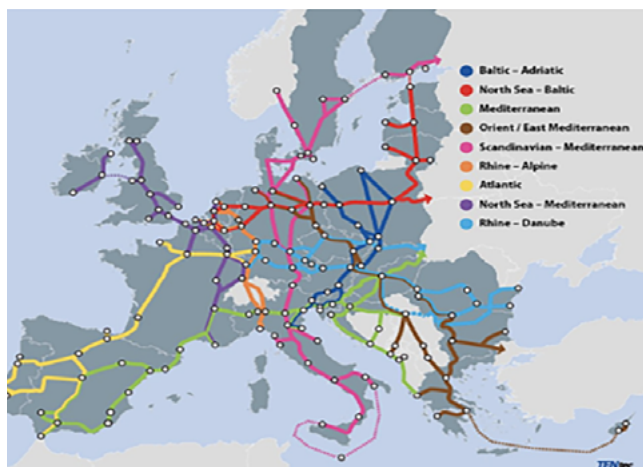 Baltic – Adriatic
North Sea – Baltic
Mediterranean
Orient / East Mediterranean
Scandinavian – Mediterranean
Rhine – Alpine
Atlantic
North Sea – Mediterranean
Rhine – Danube